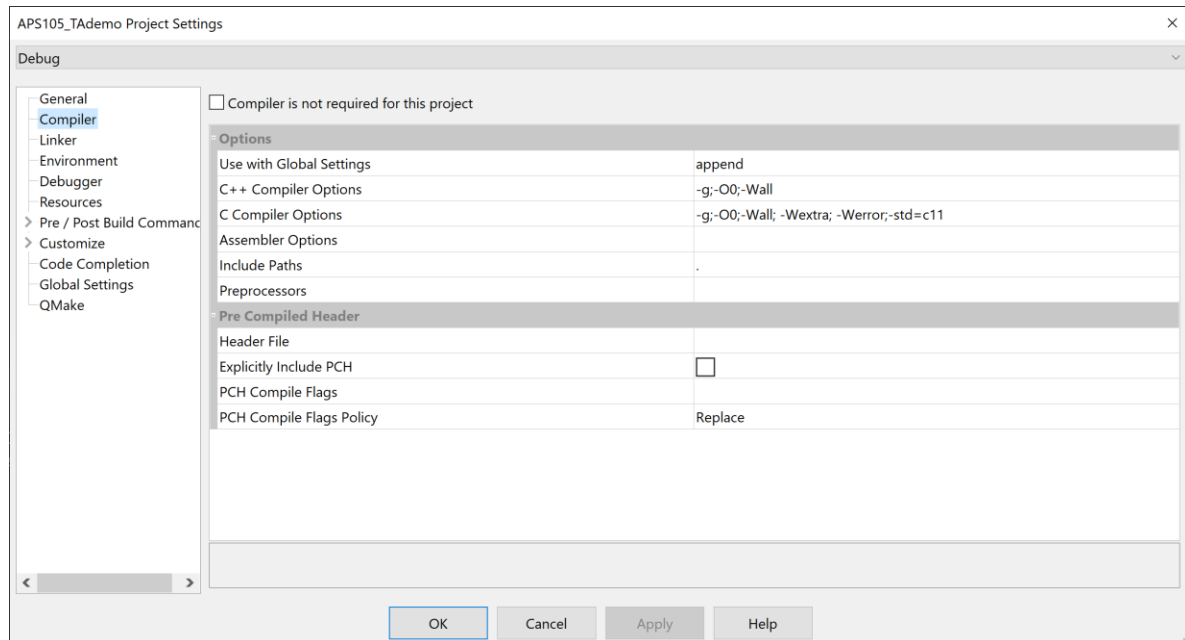 APS105_TAdemo Project Settings
Debug
General
Compiler
Linker
Environment
Debugger
Resources
Pre / Post Build Commanc
Customize
Code Completion
Global Settings
QMake
Compiler is not required for this project
Options
Use with Global Settings append
C++ Compiler Options -g;-O0;-Wall
C Compiler Options -g;-O0;-Wall; -Wextra; -Werror;-std=c11
Assembler Options
Include Paths .
Preprocessors
Pre Compiled Header
Header File
Explicitly Include PCH
PCH Compile Flags
PCH Compile Flags Policy Replace
OK Cancel Apply Help